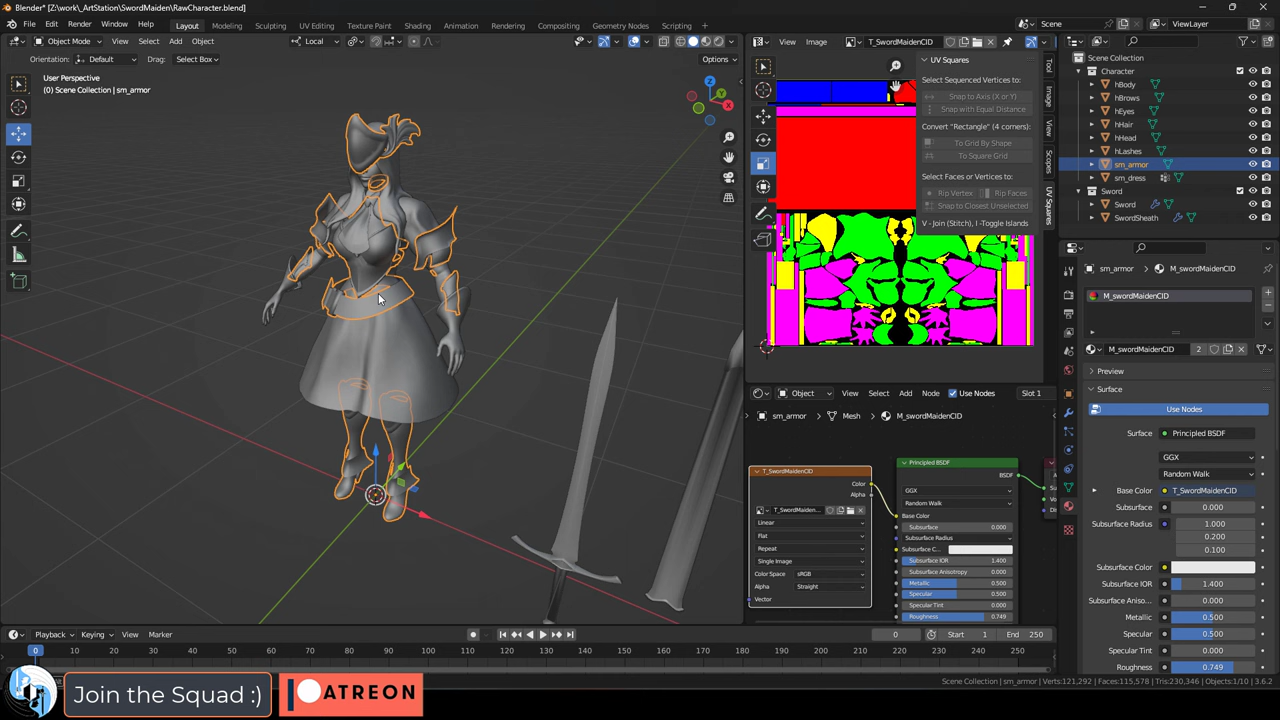 Blender* [Z:\work\_ArtStation\SwordMaiden\RawCharacter.blend]
File Edit Render Window Help Layout Modeling Sculpting UV Editing Texture Paint Shading Animation Rendering Compositing Geometry Nodes Scripting Scene ViewLayer
Object Mode View Select Add Object Local View Image T_SwordMaidenCID
Orientation: Default Drag: Select Box Options
User Perspective
(0) Scene Collection | sm_armor
UV Squares
Select Sequenced Vertices to:
Snap to Axis (X or Y)
Snap with Equal Distance
Convert "Rectangle" (4 corners):
To Grid By Shape
To Square Grid
Select Faces or Vertices to:
Rip Vertex Rip Faces
Snap to Closest Unselected
V - Join (Stitch), I -Toggle Islands
Tool
Image
View
Scopes
UV Squares
Scene Collection
Character
hBody
hBrows
hEyes
hHair
hHead
hLashes
sm_armor
sm_dress
Sword
Sword
SwordSheath
sm_armor M_swordMaidenCID
M_swordMaidenCID
M_swordMaidenCID 2
Preview
Surface
Use Nodes
Surface Principled BSDF
GGX
Random Walk
Base Color T_SwordMaidenCID
Subsurface 0.000
Subsurface Radius 1.000
0.200
0.100
Subsurface Color
Subsurface IOR 1.400
Subsurface Aniso... 0.000
Metallic 0.500
Specular 0.500
Specular Tint 0.000
Roughness 0.749
Object View Select Add Node Use Nodes Slot 1
sm_armor Mesh M_swordMaidenCID
T_SwordMaidenCID
Color
Alpha
T_SwordMaiden...
Linear
Flat
Repeat
Single Image
Color Space sRGB
Alpha Straight
Vector
Principled BSDF
BSDF
GGX
Random Walk
Base Color
Subsurface 0.000
Subsurface Radius
Subsurface C...
Subsurface IOR 1.400
Subsurface Anisotropy 0.000
Metallic 0.500
Specular 0.500
Specular Tint 0.000
Roughness 0.749
Playback Keying View Marker 0 Start 1 End 250
0 10 20 30 40 50 60 70 80 90 100 110 120 130 140 150 160 170 180 190 200 210 220 230 240 250
Scene Collection | sm_armor | Verts:121,292 | Faces:115,578 | Tris:230,346 | Objects:1/10 | 3.6.2
Join the Squad :)
PATREON